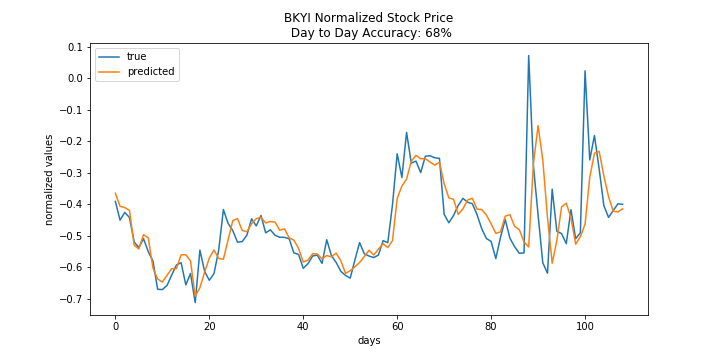 BKYI Normalized Stock Price
Day to Day Accuracy: 68%
true
predicted
normalized values
0.1
0.0
−0.1
−0.2
−0.3
−0.4
−0.5
−0.6
−0.7
0
20
40
60
80
100
days